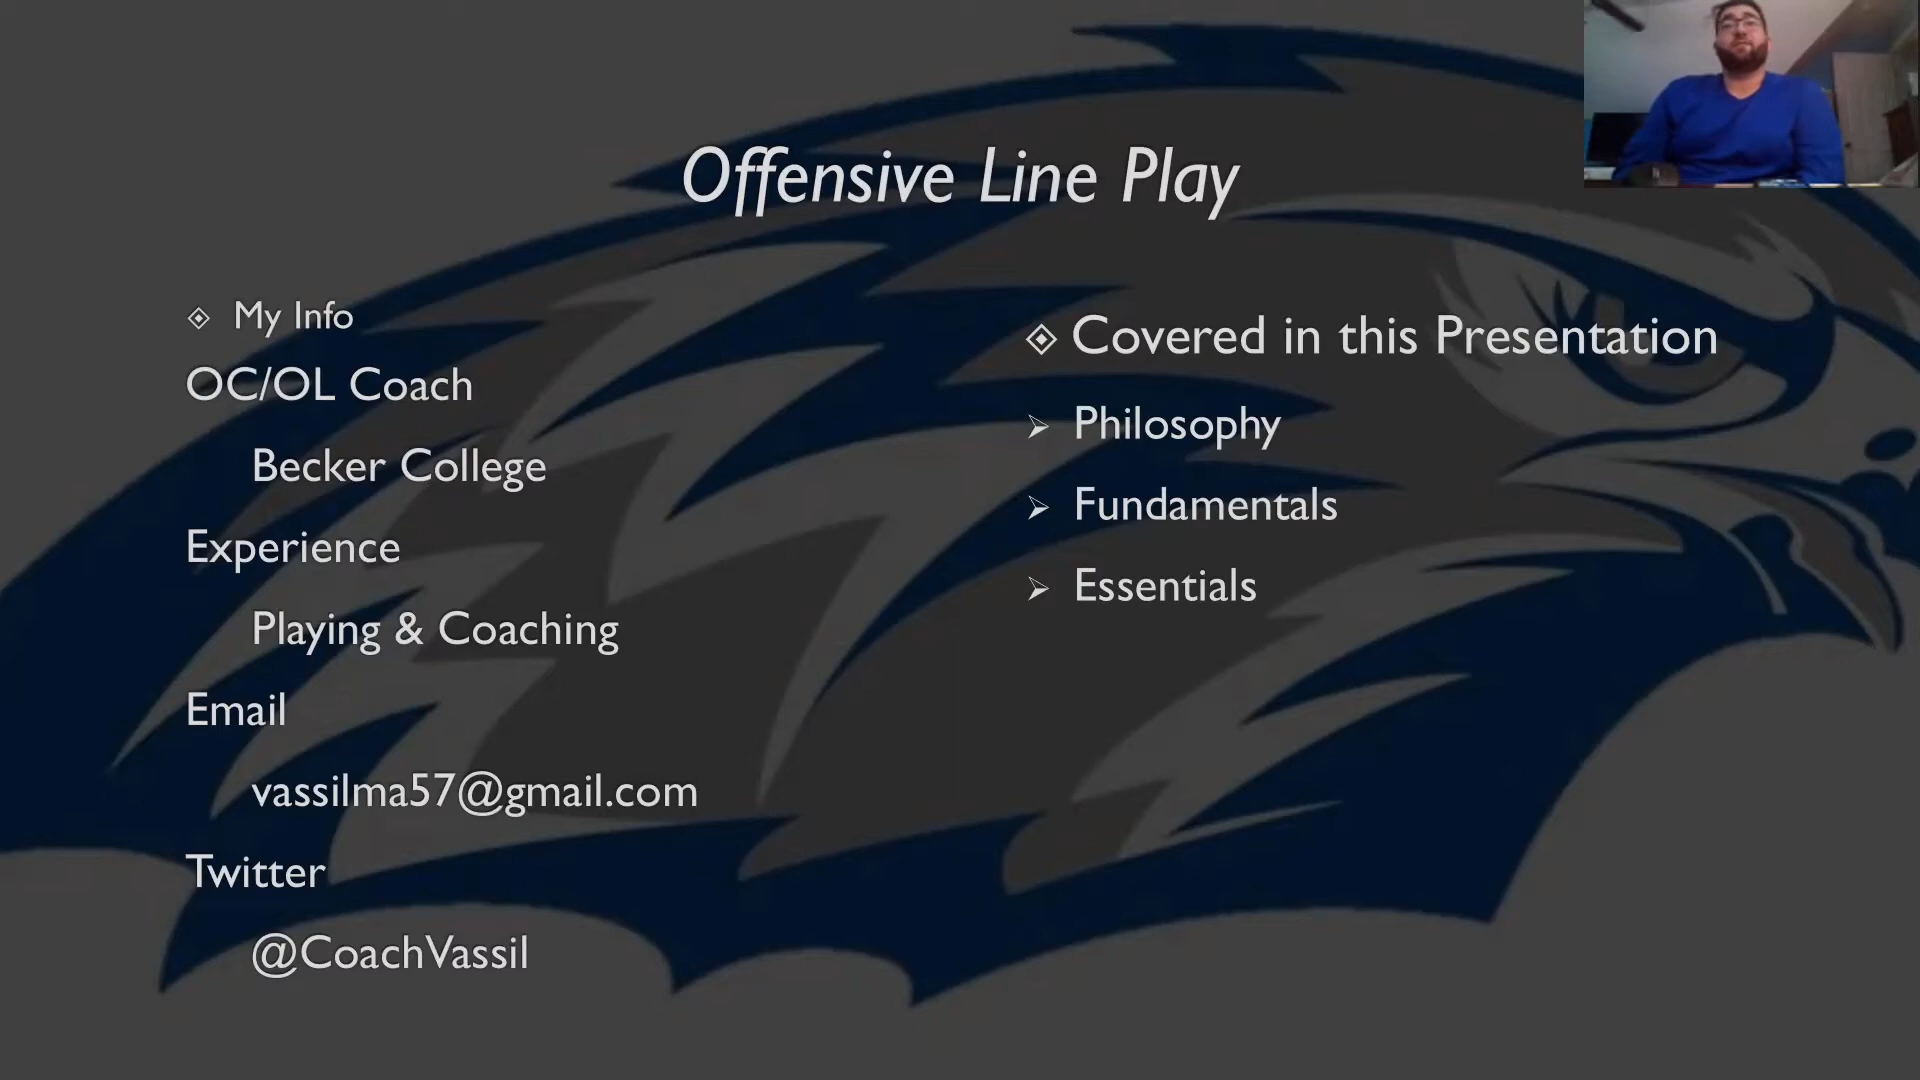 Offensive Line Play
My Info
OC/OL Coach
Becker College
Experience
Playing & Coaching
Email
vassilma57@gmail.com
Twitter
@CoachVassil
Covered in this Presentation
Philosophy
Fundamentals
Essentials